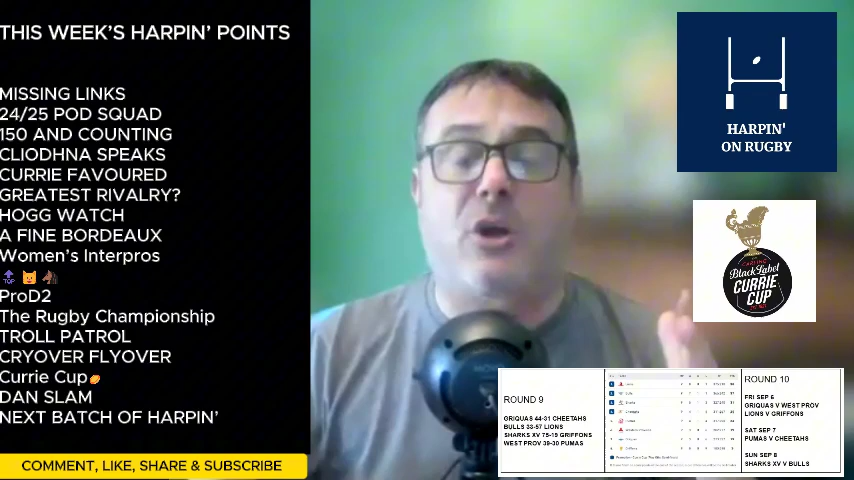 THIS WEEK'S HARPIN' POINTS
MISSING LINKS
24/25 POD SQUAD
150 AND COUNTING
CLIODHNA SPEAKS
CURRIE FAVOURED
GREATEST RIVALRY?
HOGG WATCH
A FINE BORDEAUX
Women's Interpros
TOP
ProD2
The Rugby Championship
TROLL PATROL
CRYOVER FLYOVER
Currie Cup
DAN SLAM
NEXT BATCH OF HARPIN'
COMMENT, LIKE, SHARE & SUBSCRIBE
HARPIN'
ON RUGBY
CARLING
Black Label
CURRIE
CUP
ROUND 9
GRIQUAS 44-31 CHEETAHS
BULLS 33-57 LIONS
SHARKS XV 75-19 GRIFFONS
WEST PROV 39-30 PUMAS
ROUND 10
FRI SEP 6
GRIQUAS V WEST PROV
LIONS V GRIFFONS
SAT SEP 7
PUMAS V CHEETAHS
SUN SEP 8
SHARKS XV V BULLS